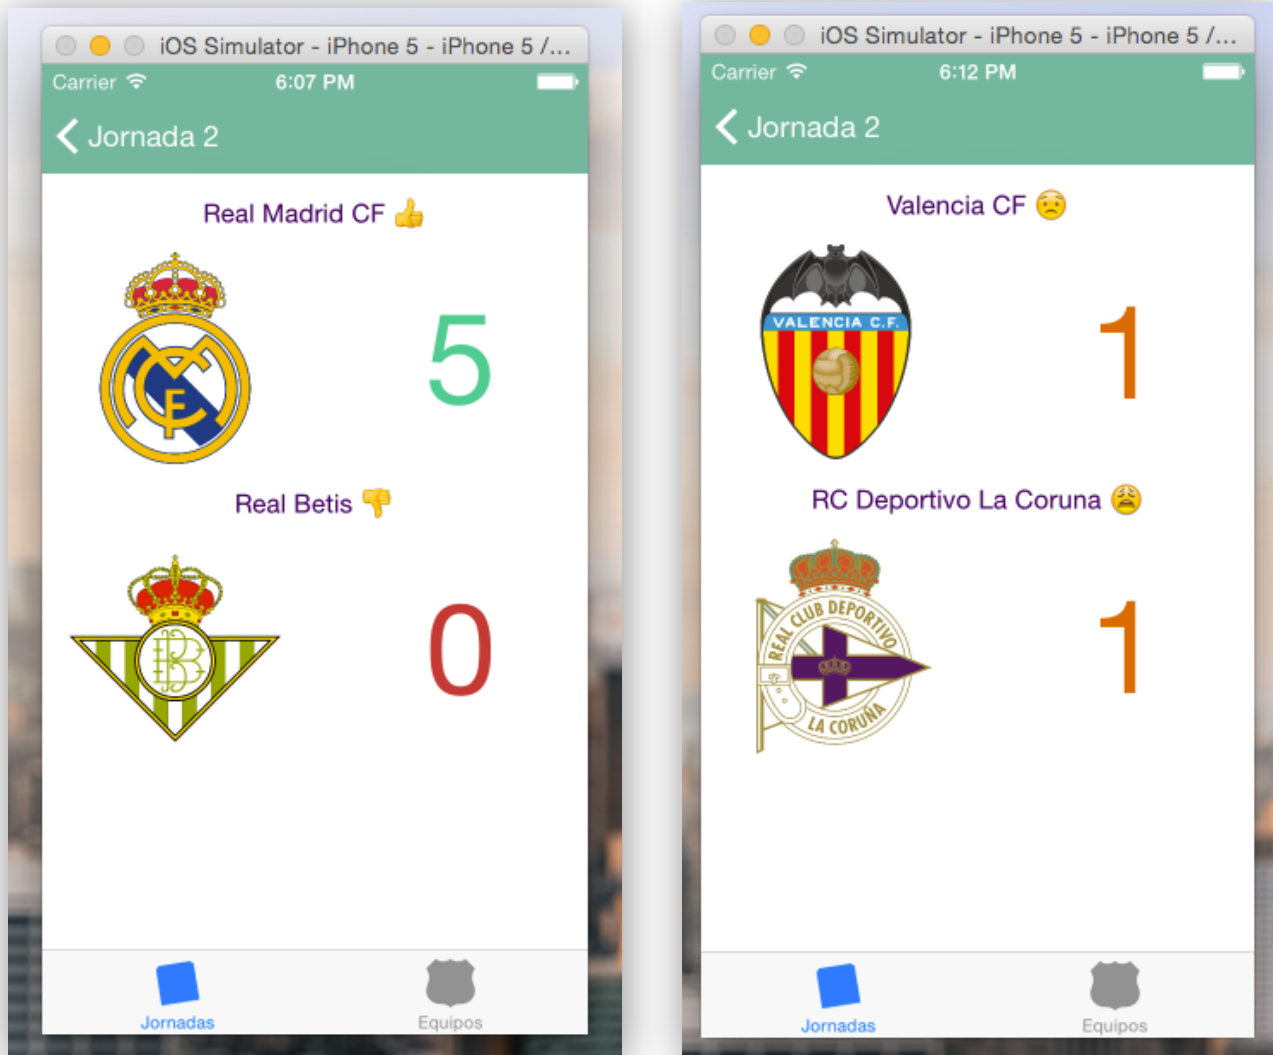 iOS Simulator - iPhone 5 - iPhone 5 /...
Carrier 6:07 PM
Jornada 2
Real Madrid CF 👍
5
Real Betis 👎
0
Jornadas Equipos
iOS Simulator - iPhone 5 - iPhone 5 /...
Carrier 6:12 PM
Jornada 2
Valencia CF 😟
VALENCIA C.F.
1
RC Deportivo La Coruna 😩
REAL CLUB DEPORTIVO
LA CORUÑA
1
Jornadas Equipos